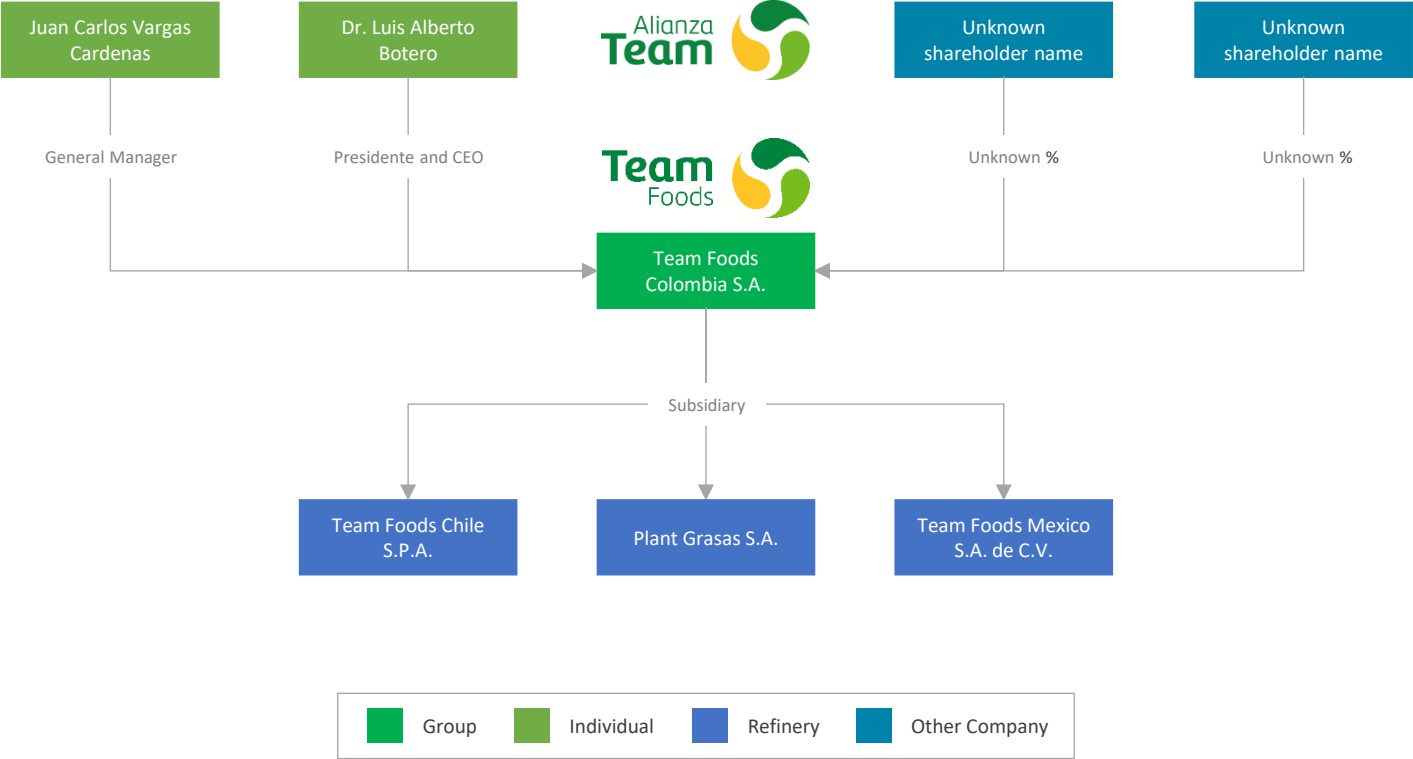 Juan Carlos Vargas
Cardenas
Dr. Luis Alberto
Botero
Alianza
Team
Unknown
shareholder name
Unknown
shareholder name
General Manager
Presidente and CEO
Team
Foods
Unknown %
Unknown %
Team Foods
Colombia S.A.
Subsidiary
Team Foods Chile
S.P.A.
Plant Grasas S.A.
Team Foods Mexico
S.A. de C.V.
Group
Individual
Refinery
Other Company